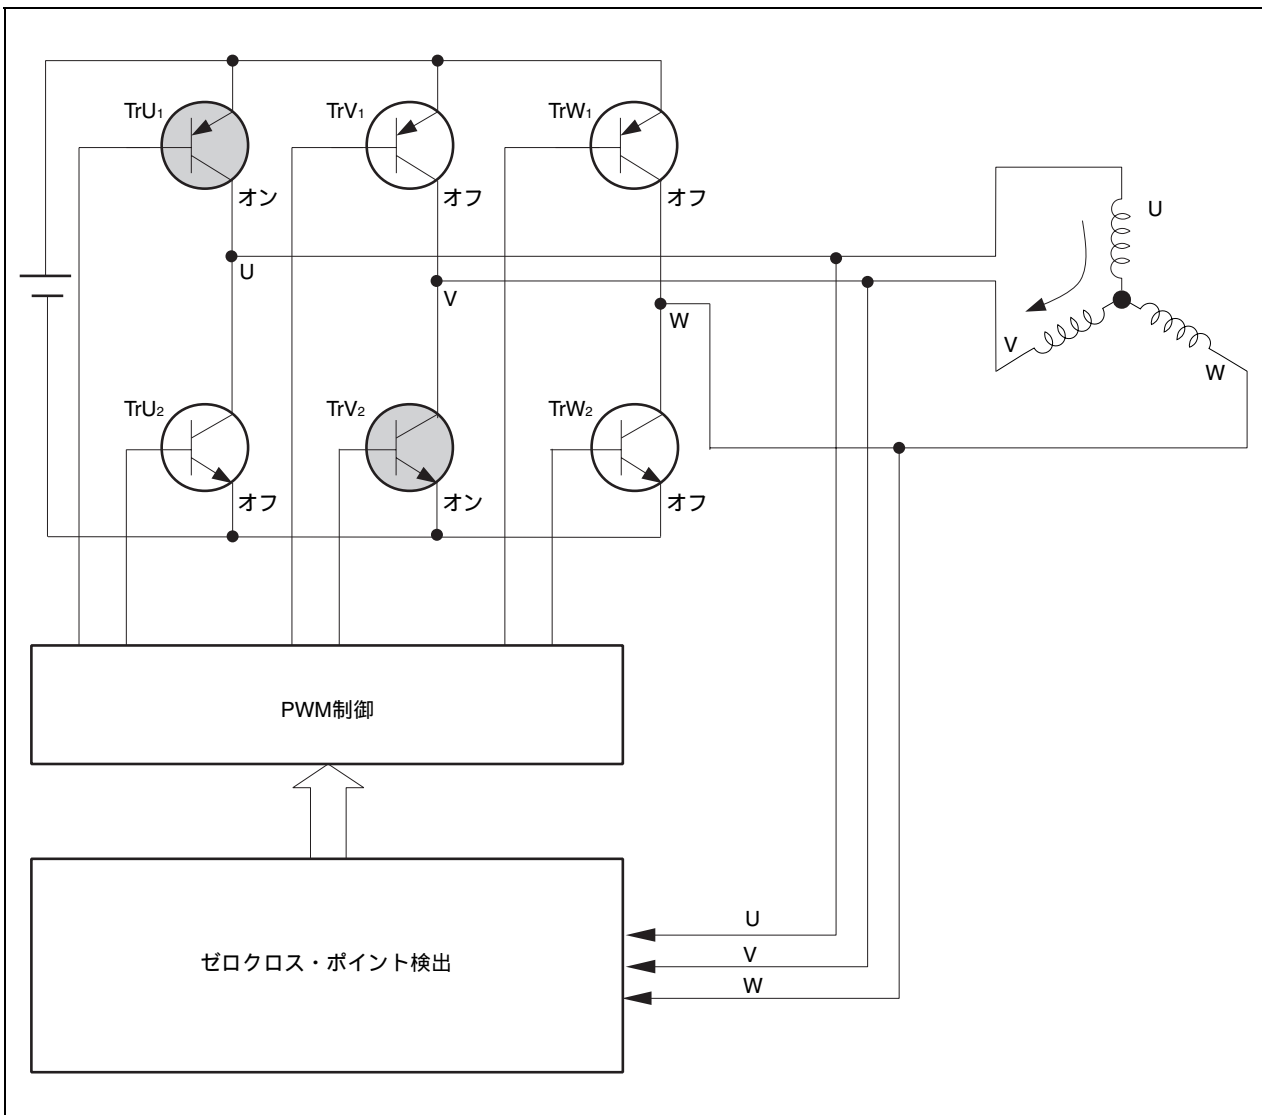 TrU1
TrV1
TrW1
オン
オフ
オフ
U
U
V
W
V
W
TrU2
TrV2
TrW2
オフ
オン
オフ
PWM制御
ゼロクロス・ポイント検出
U
V
W